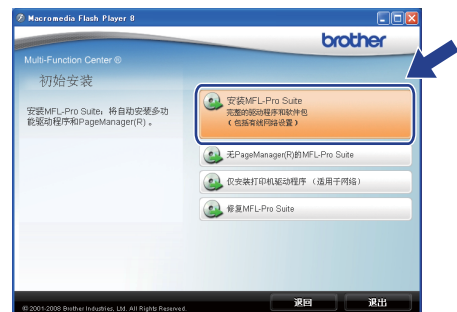 Macromedia Flash Player 8
brother
Multi-Function Center ®
初始安装
安装MFL-Pro Suite，将自动安装多功
能驱动程序和PageManager(R)。
安装MFL-Pro Suite
完整的驱动程序和软件包
（包括有线网络设置）
无PageManager(R)的MFL-Pro Suite
仅安装打印机驱动程序 （适用于网络）
修复MFL-Pro Suite
© 2001-2008 Brother Industries, Ltd. All Rights Reserved.
退回
退出